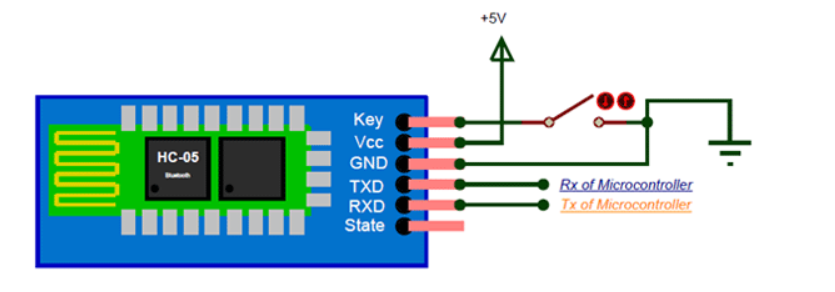 +5V
Key
Vcc
GND
TXD
RXD
State
HC-05
Bluetooth
Rx of Microcontroller
Tx of Microcontroller